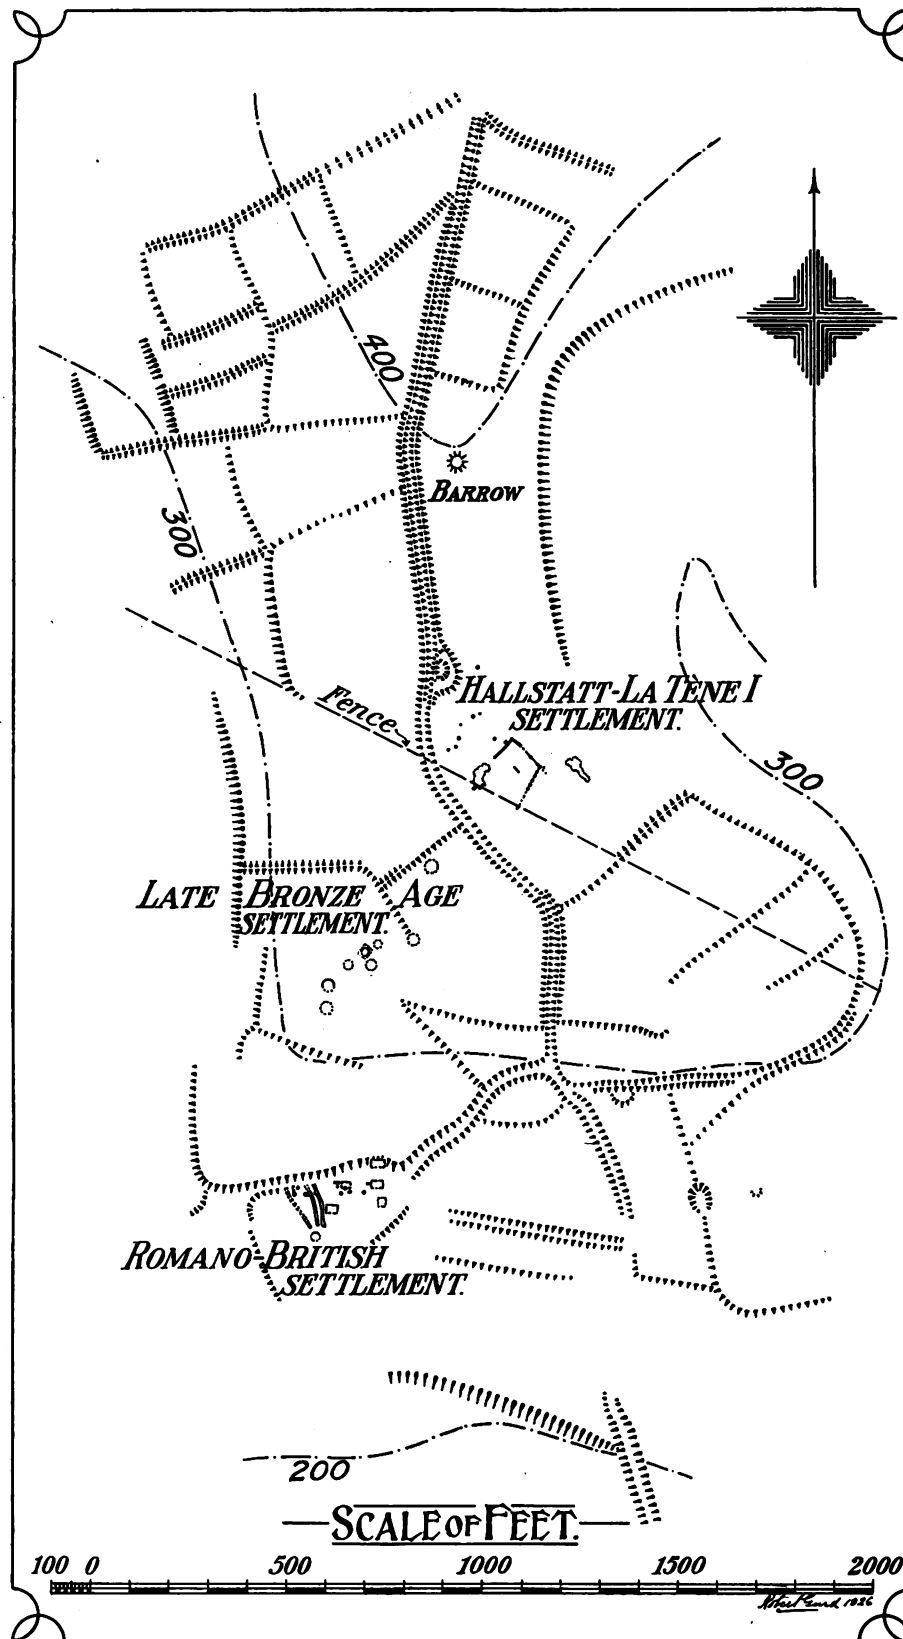 400
BARROW
300
HALLSTATT-LA TÈNE I
SETTLEMENT.
Fence
300
LATE BRONZE AGE
SETTLEMENT.
ROMANO-BRITISH
SETTLEMENT.
200
SCALE OF FEET.
100 0 500 1000 1500 2000
1926